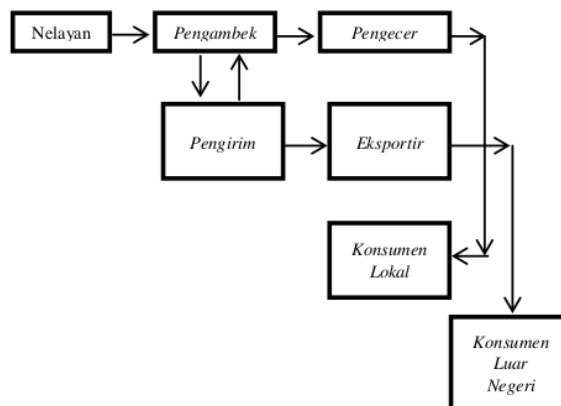 Nelayan
Pengambek
Pengecer
Pengirim
Eksportir
Konsumen
Lokal
Konsumen
Luar
Negeri